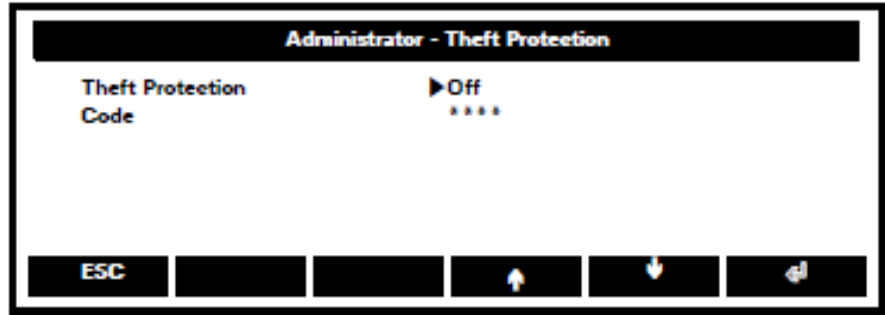 Administrator - Theft Protection
Theft Protection ▶Off
Code ****
ESC ↑ ↓ ↵